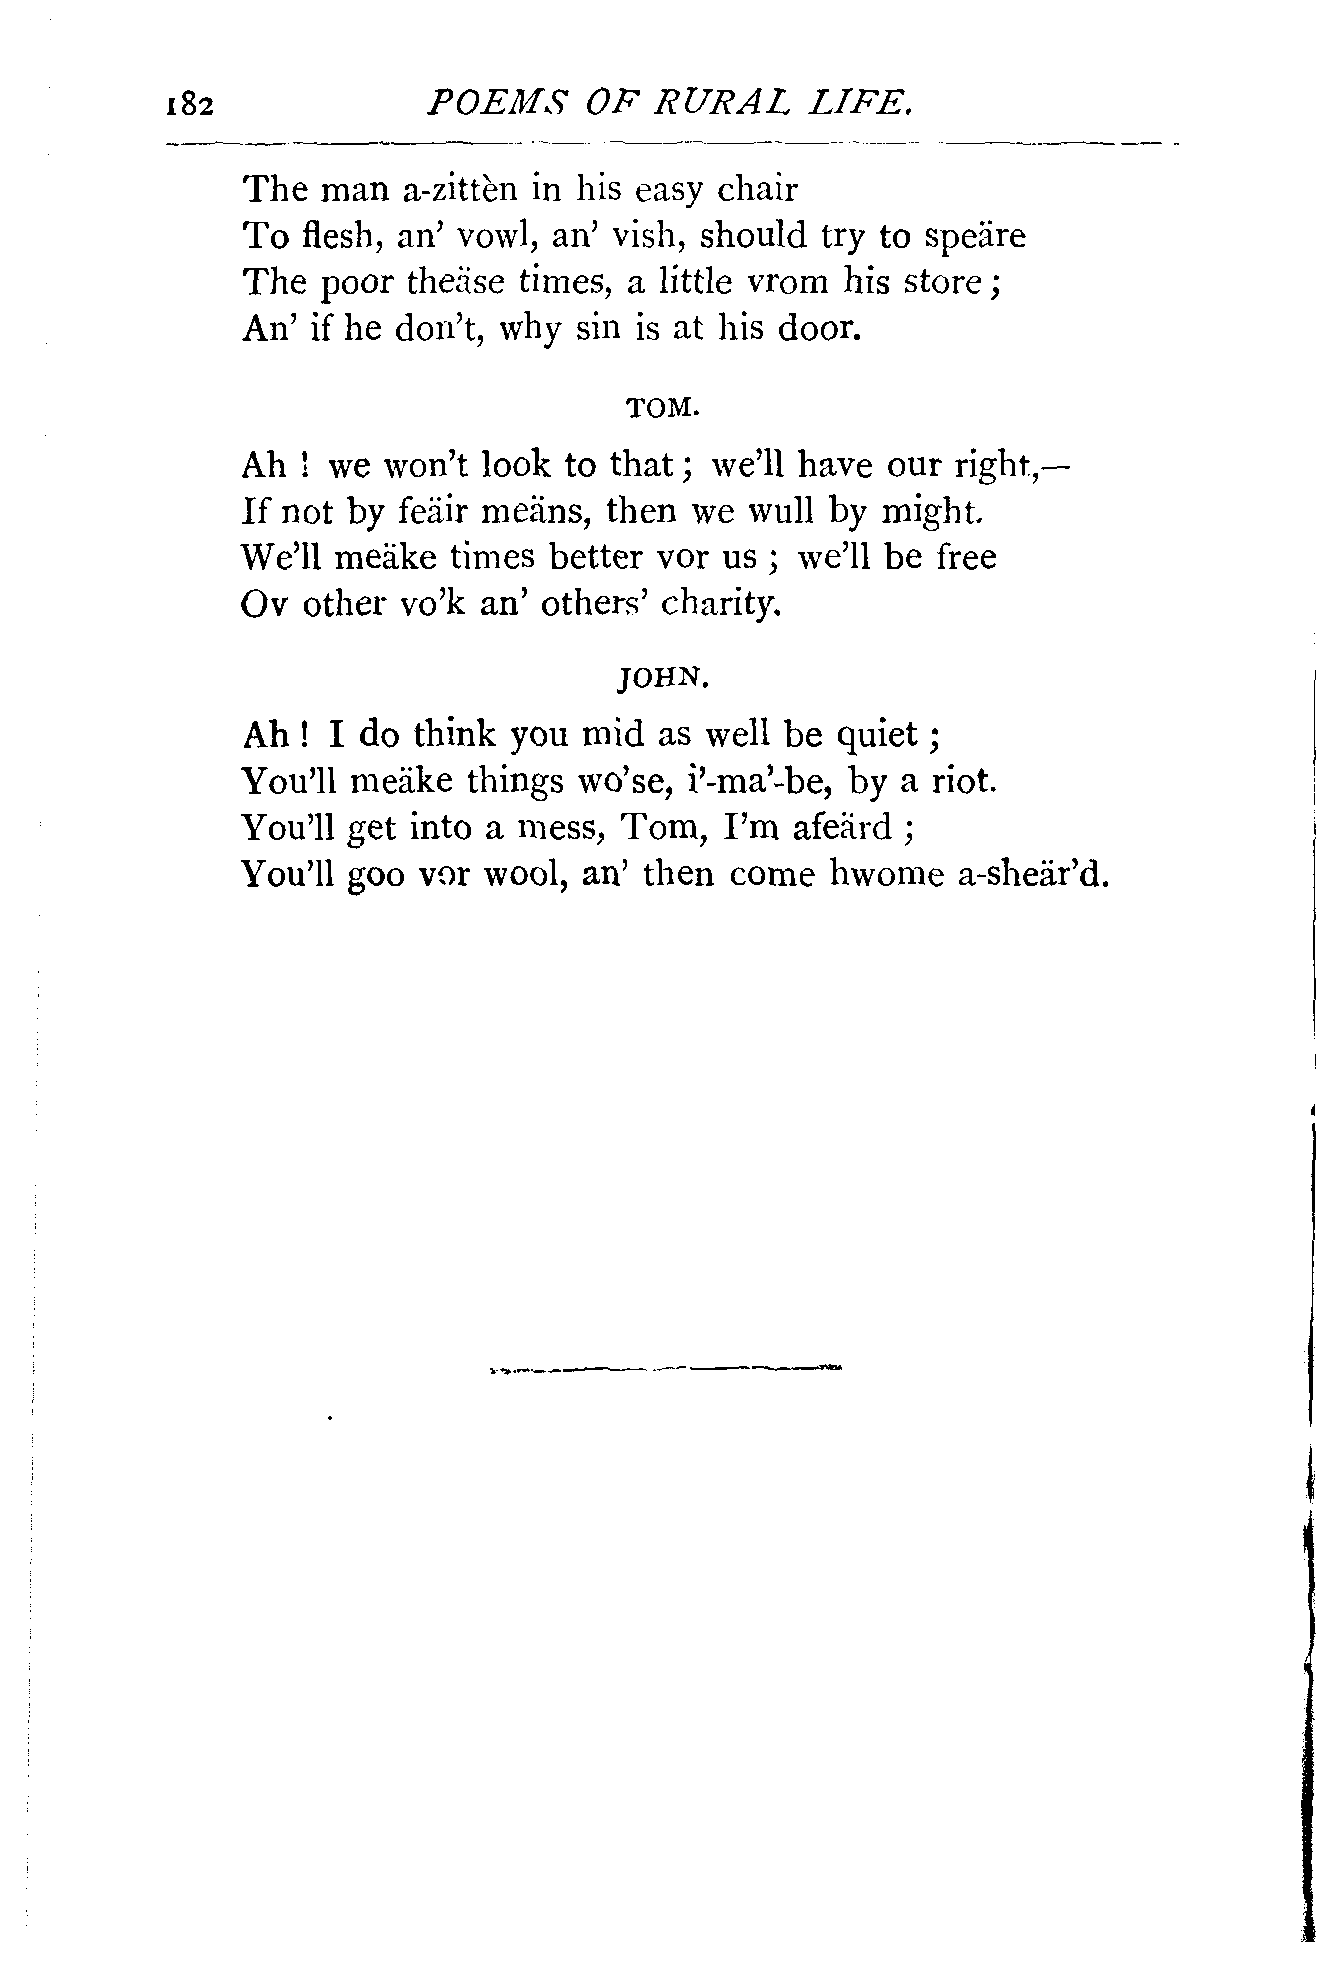 182 POEMS OF RURAL LIFE.
The man a-zittèn in his easy chair
To flesh, an' vowl, an' vish, should try to speäre
The poor theäse times, a little vrom his store ;
An' if he don't, why sin is at his door.
TOM.
Ah ! we won't look to that ; we'll have our right,—
If not by feäir meäns, then we wull by might.
We'll meäke times better vor us ; we'll be free
Ov other vo'k an' others' charity.
JOHN.
Ah ! I do think you mid as well be quiet ;
You'll meäke things wo'se, i'-ma'-be, by a riot.
You'll get into a mess, Tom, I'm afeärd ;
You'll goo vor wool, an' then come hwome a-sheär'd.